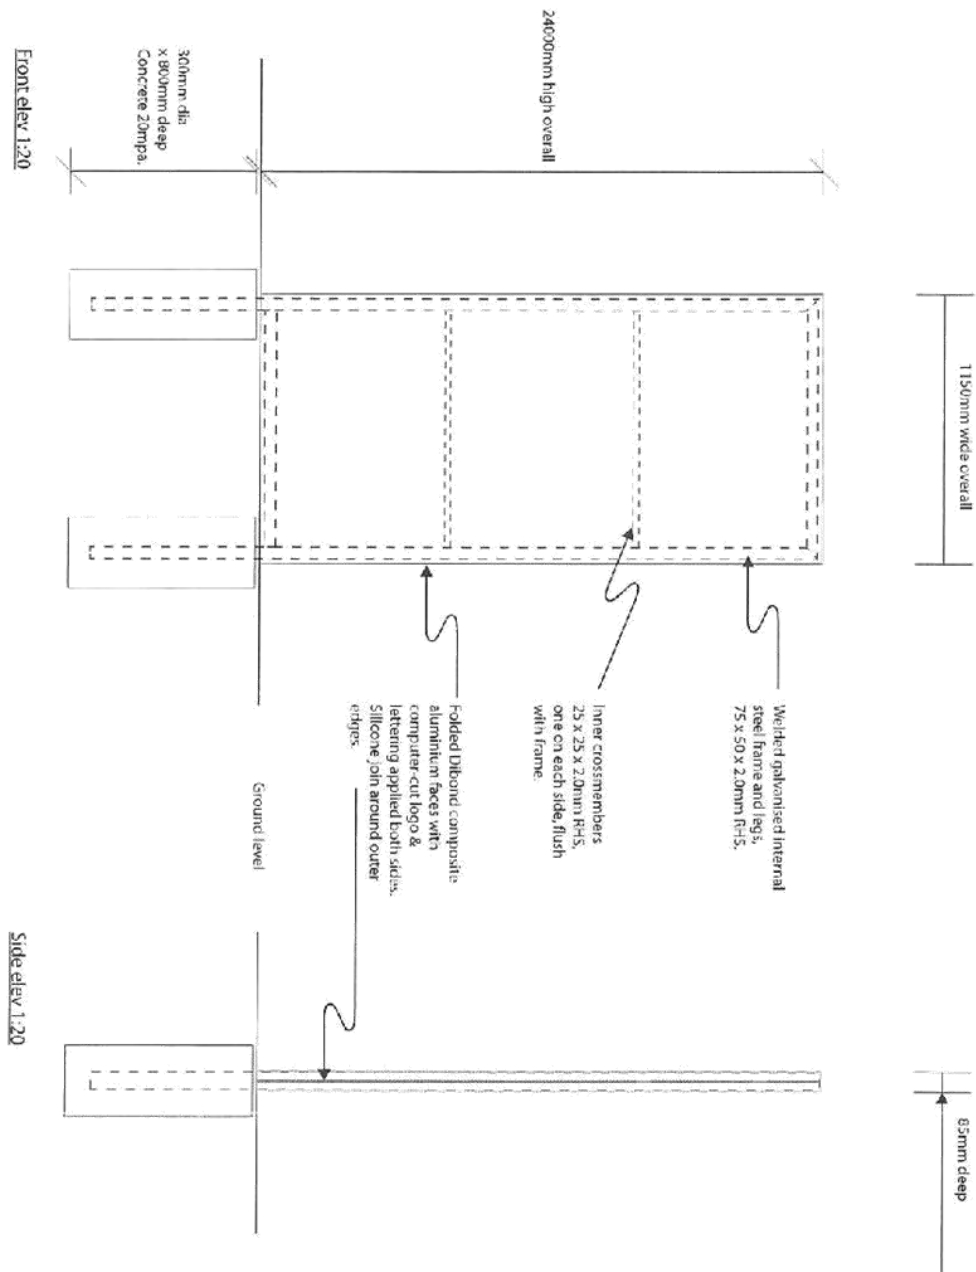 1150mm wide overall
85mm deep
24000mm high overall
Welded galvanised internal
steel frame and legs,
75 x 50 x 2.0mm RHS.
Inner crossmembers
25 x 25 x 2.0mm RHS,
one on each side, flush
with frame.
Folded Dibond composite
aluminium faces with
computer-cut logo &
lettering applied both sides.
Silicone join around outer
edges.
Ground level
300mm dia
x 800mm deep
Concrete 20mpa.
Front elev 1:20
Side elev 1:20